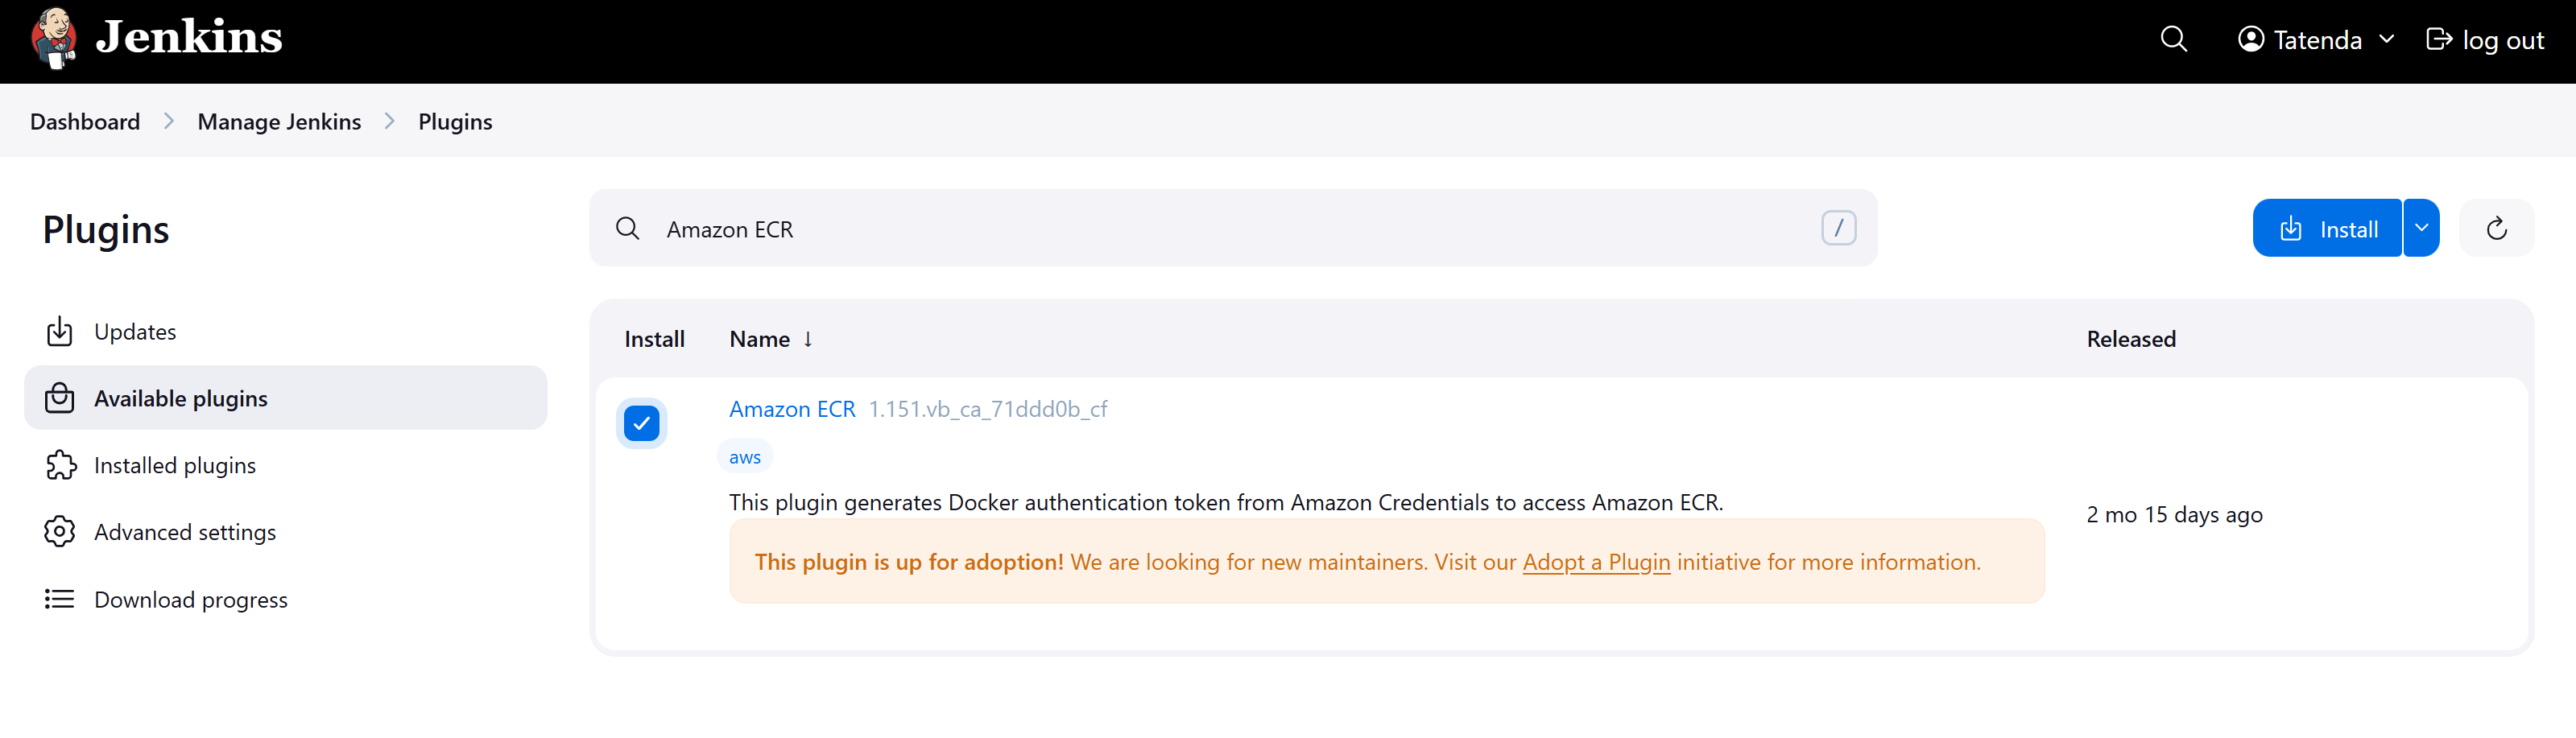 Jenkins
Tatenda
log out
Dashboard
Manage Jenkins
Plugins
Plugins
Amazon ECR
/
Install
Updates
Available plugins
Installed plugins
Advanced settings
Download progress
Install Name ↓ Released
Amazon ECR 1.151.vb_ca_71ddd0b_cf
aws
This plugin generates Docker authentication token from Amazon Credentials to access Amazon ECR.
This plugin is up for adoption! We are looking for new maintainers. Visit our Adopt a Plugin initiative for more information.
2 mo 15 days ago